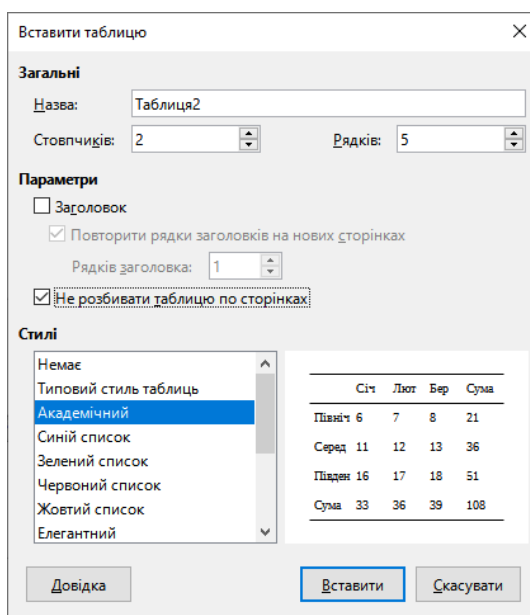 Вставити таблицю
Загальні
Назва: Таблиця2
Стовпчиків: 2 Рядків: 5
Параметри
Заголовок
Повторити рядки заголовків на нових сторінках
Рядків заголовка: 1
Не розбивати таблицю по сторінках
Стилі
Немає
Типовий стиль таблиць
Академічний
Синій список
Зелений список
Червоний список
Жовтий список
Елегантний
Січ Лют Бер Сума
Північ 6 7 8 21
Серед 11 12 13 36
Півден 16 17 18 51
Сума 33 36 39 108
Довідка Вставити Скасувати